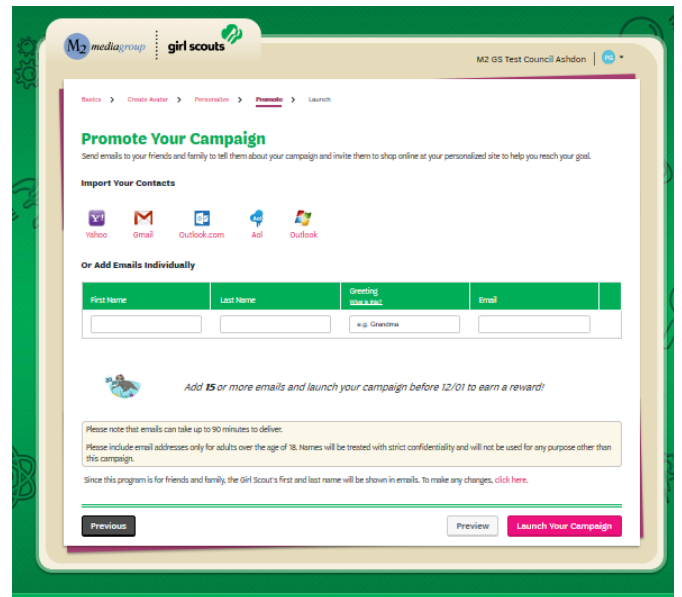 M2 mediagroup
girl scouts
M2 GS Test Council Ashdon
PG
Basics > Create Avatar > Personalize > Promote > Launch
Promote Your Campaign
Send emails to your friends and family to tell them about your campaign and invite them to shop online at your personalized site to help you reach your goal.
Import Your Contacts
Yahoo Gmail Outlook.com Aol Outlook
Or Add Emails Individually
First Name Last Name Greeting What is this? Email
e.g. Grandma
Add 15 or more emails and launch your campaign before 12/01 to earn a reward!
Please note that emails can take up to 90 minutes to deliver.
Please include email addresses only for adults over the age of 18. Names will be treated with strict confidentiality and will not be used for any purpose other than
this campaign.
Since this program is for friends and family, the Girl Scout's first and last name will be shown in emails. To make any changes, click here.
Previous
Preview
Launch Your Campaign